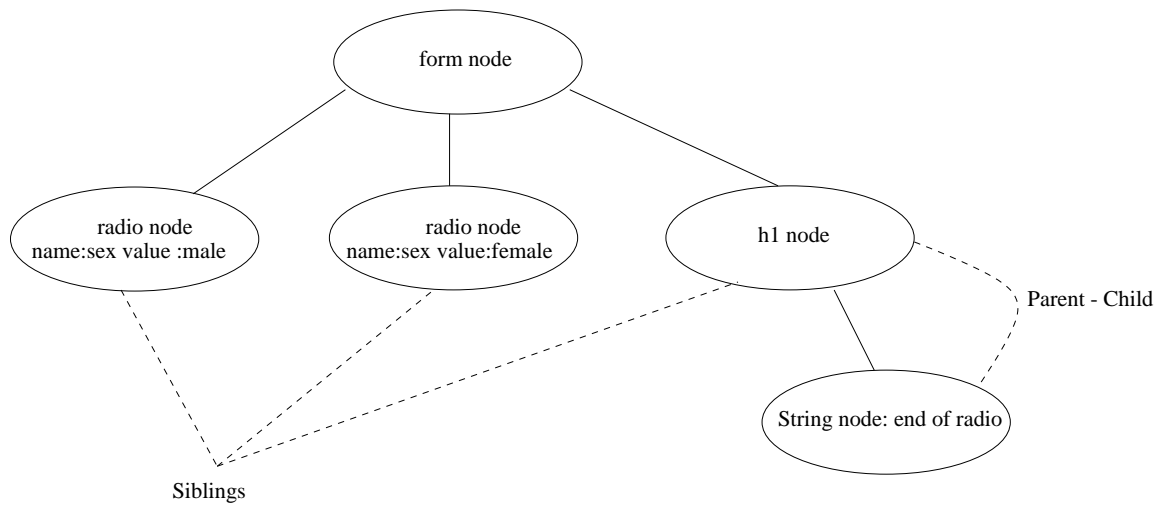 form node
radio node
name:sex value :male
radio node
name:sex value:female
h1 node
Parent - Child
String node: end of radio
Siblings